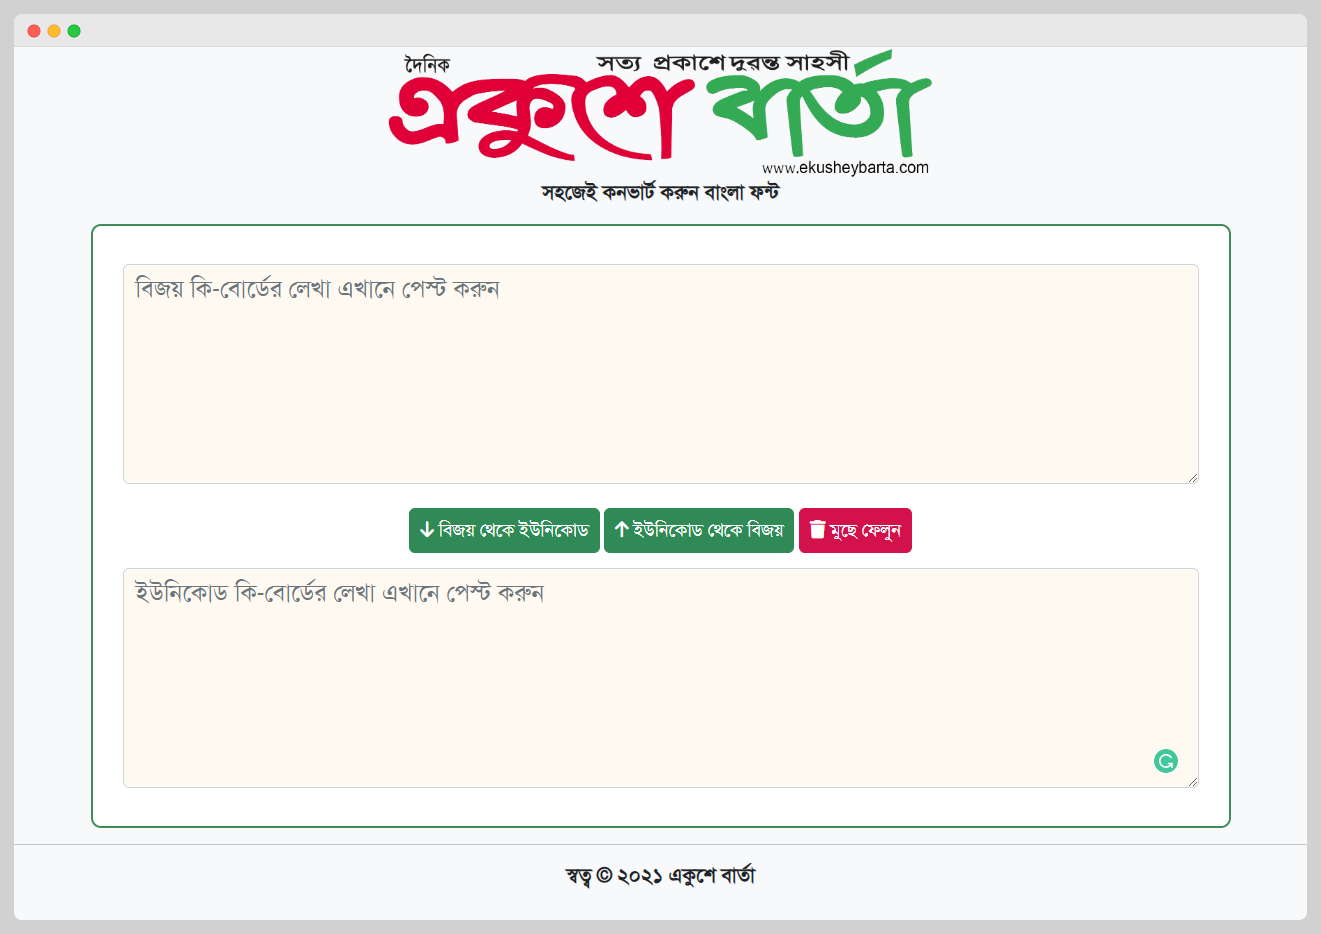 দৈনিক
সত্য প্রকাশে দুরন্ত সাহসী
একুশে বার্তা
www.ekusheybarta.com
সহজেই কনভার্ট করুন বাংলা ফন্ট
বিজয় কি-বোর্ডের লেখা এখানে পেস্ট করুন
বিজয় থেকে ইউনিকোড ইউনিকোড থেকে বিজয় মুছে ফেলুন
ইউনিকোড কি-বোর্ডের লেখা এখানে পেস্ট করুন
স্বত্ব © ২০২১ একুশে বার্তা